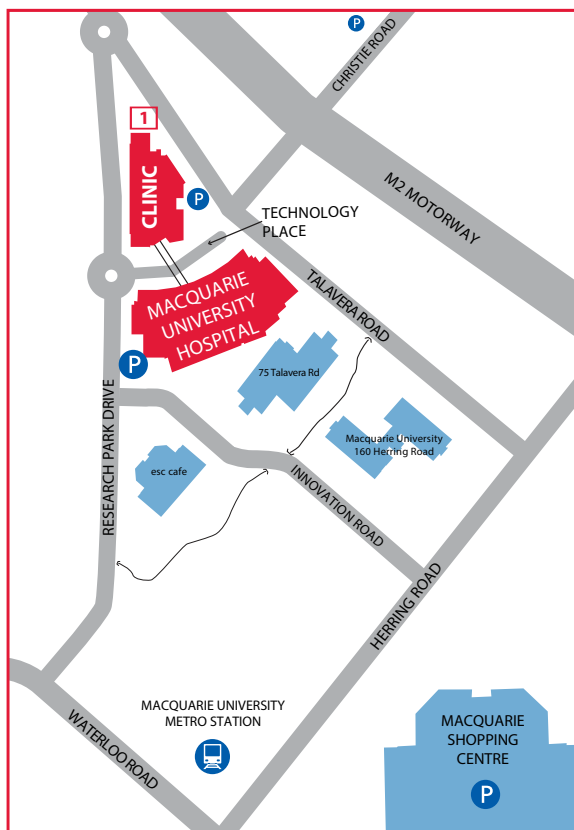 P
CHRISTIE ROAD
1
CLINIC
P
M2 MOTORWAY
TECHNOLOGY
PLACE
TALAVERA ROAD
MACQUARIE
UNIVERSITY
HOSPITAL
P
75 Talavera Rd
RESEARCH PARK DRIVE
Macquarie University
160 Herring Road
esc cafe
INNOVATION ROAD
HERRING ROAD
MACQUARIE UNIVERSITY
METRO STATION
WATERLOO ROAD
MACQUARIE
SHOPPING
CENTRE
P